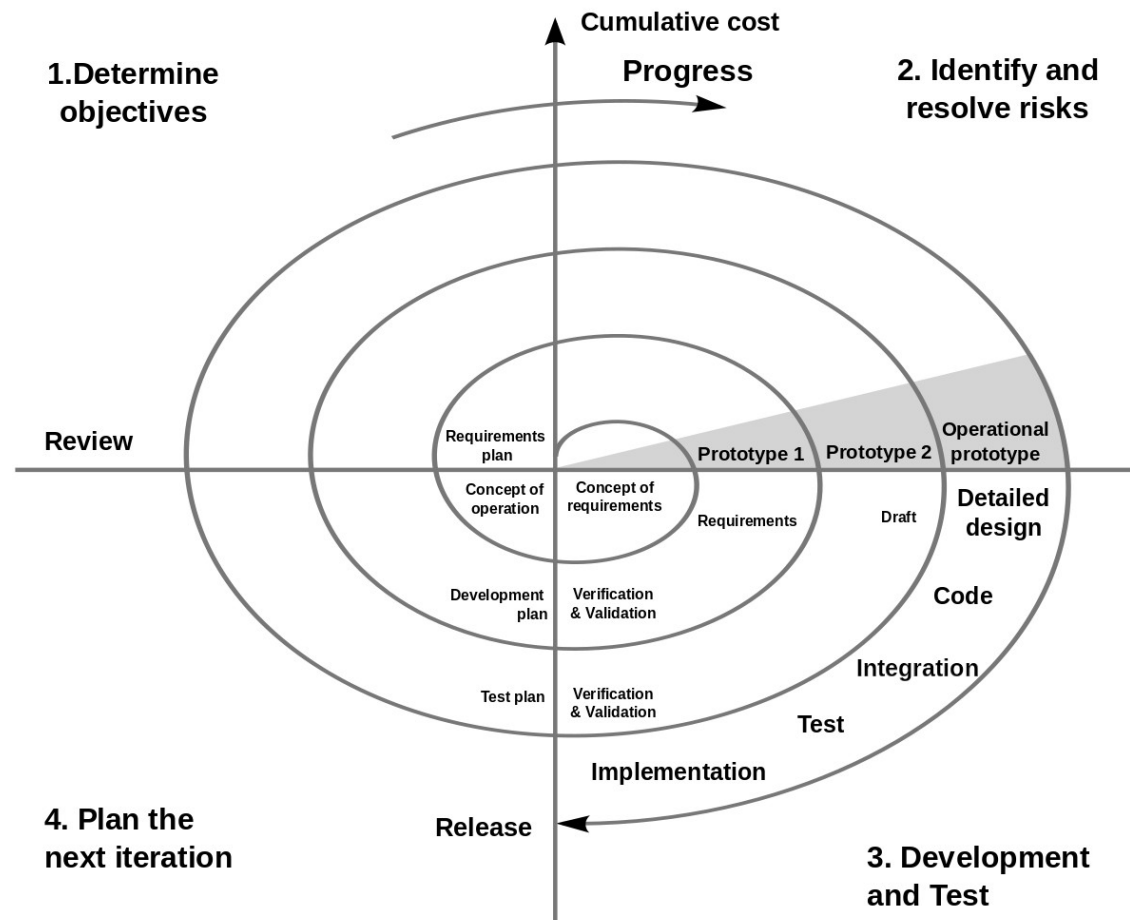 Cumulative cost
Progress
1.Determine
objectives
2. Identify and
resolve risks
Review
Requirements
plan
Prototype 1
Prototype 2
Operational
prototype
Concept of
operation
Concept of
requirements
Requirements
Draft
Detailed
design
Development
plan
Verification
& Validation
Code
Integration
Test plan
Verification
& Validation
Test
Implementation
Release
4. Plan the
next iteration
3. Development
and Test